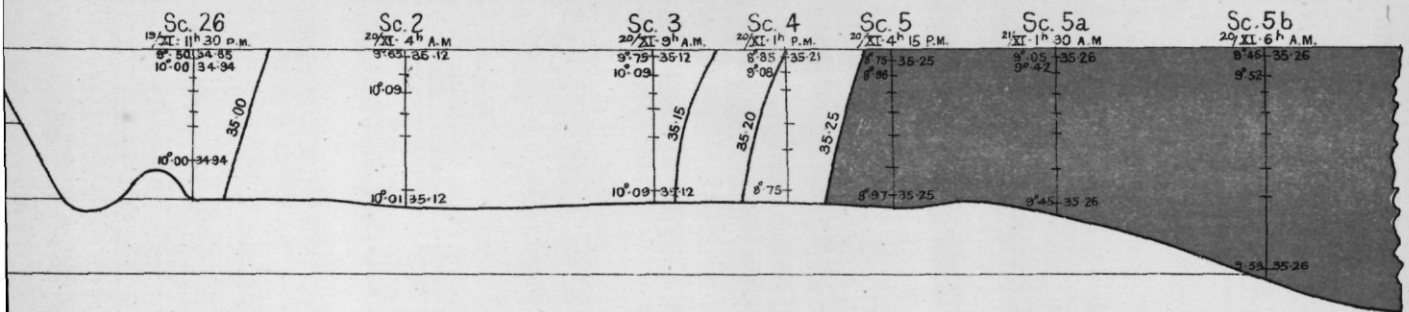 Sc. 26
19/XI. 11h 30 P.M.
9°.50 34.85
10°.00 34.94
10°.00 34.94
35.00
Sc. 2
20/XI. 4h A.M
9°.65 35.12
10°.09
10°.01 35.12
Sc. 3
20/XI. 9h A.M.
9°.75 35.12
10°.09
10°.09 35.12
35.15
35.20
Sc. 4
20/XI. 1h P.M.
8°.85 35.21
9°.08
8°.75
35.25
Sc. 5
20/XI. 4h 15 P.M.
8°.75 35.25
8°.97 35.25
Sc. 5a
21/XI. 1h 30 A.M
9°.05 35.26
9°.42
9°.45 35.26
Sc. 5b
20/XI. 6h A.M.
9°.46 35.26
9°.52
9.59 35.26